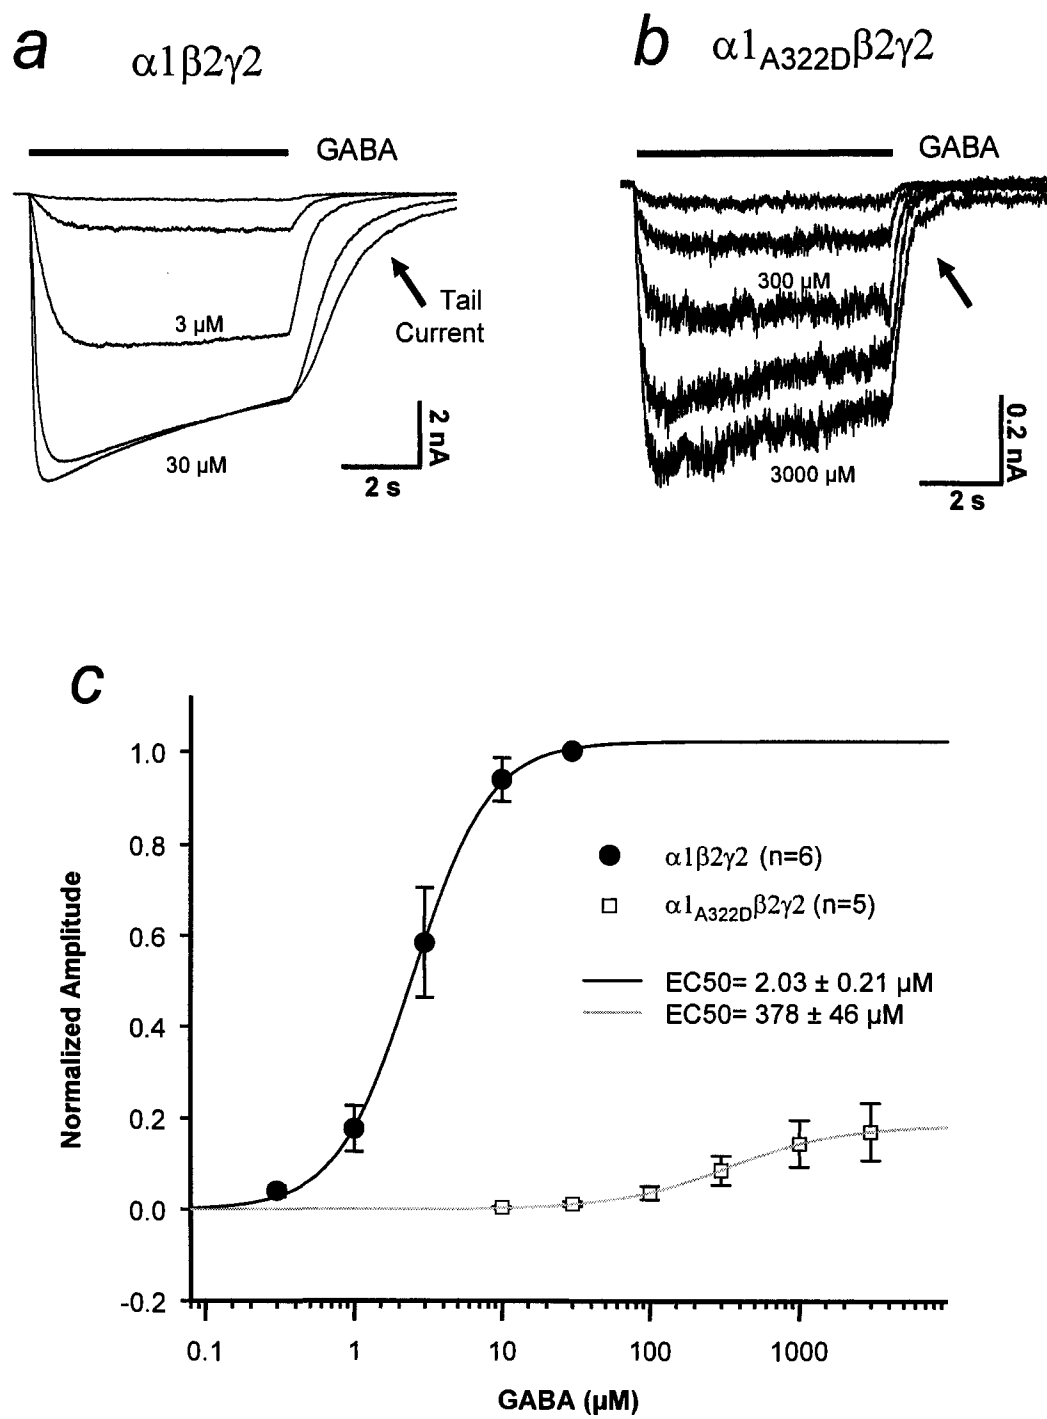 a
α1β2γ2
GABA
3 µM
30 µM
Tail
Current
2 nA
2 s
b
α1A322Dβ2γ2
GABA
300 µM
3000 µM
0.2 nA
2 s
c
Normalized Amplitude
1.0
0.8
0.6
0.4
0.2
0.0
-0.2
α1β2γ2 (n=6)
α1A322Dβ2γ2 (n=5)
EC50= 2.03 ± 0.21 µM
EC50= 378 ± 46 µM
0.1 1 10 100 1000
GABA (µM)